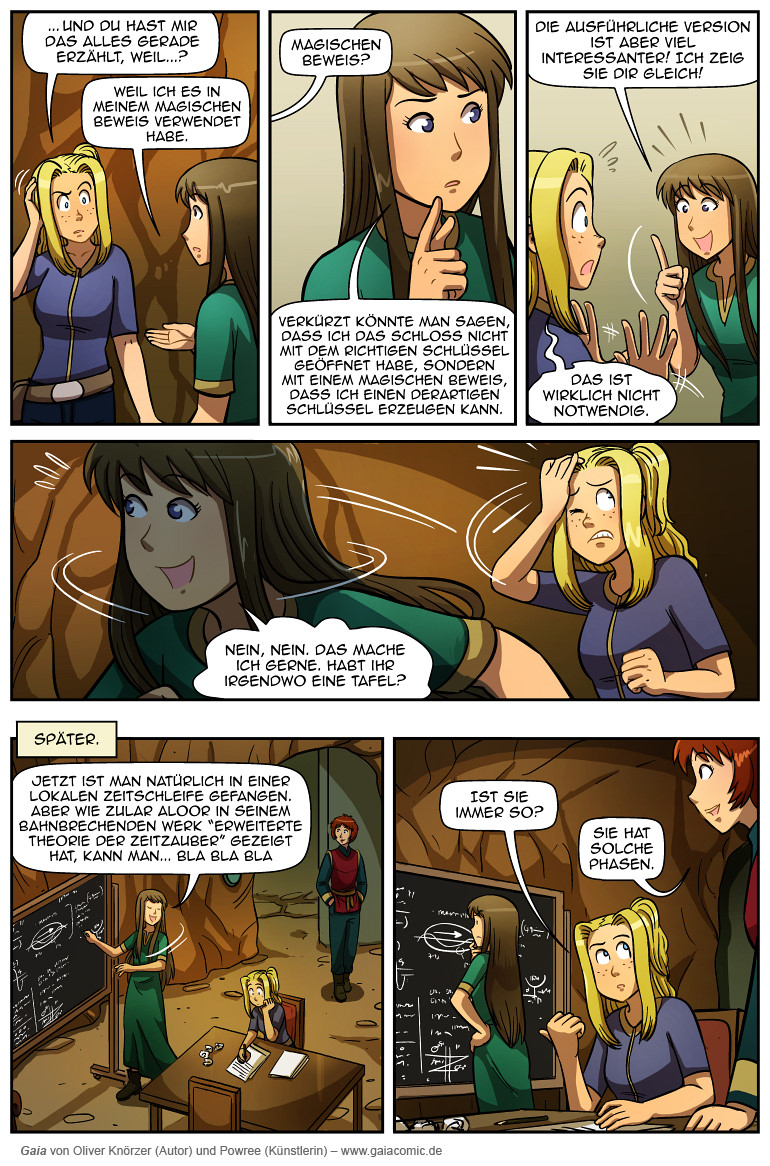 ...UND DU HAST MIR
DAS ALLES GERADE
ERZÄHLT, WEIL...?
WEIL ICH ES IN
MEINEM MAGISCHEN
BEWEIS VERWENDET
HABE.
MAGISCHEN
BEWEIS?
VERKÜRZT KÖNNTE MAN SAGEN,
DASS ICH DAS SCHLOSS NICHT
MIT DEM RICHTIGEN SCHLÜSSEL
GEÖFFNET HABE, SONDERN
MIT EINEM MAGISCHEN BEWEIS,
DASS ICH EINEN DERARTIGEN
SCHLÜSSEL ERZEUGEN KANN.
DIE AUSFÜHRLICHE VERSION
IST ABER VIEL
INTERESSANTER! ICH ZEIG
SIE DIR GLEICH!
DAS IST
WIRKLICH NICHT
NOTWENDIG.
NEIN, NEIN. DAS MACHE
ICH GERNE. HABT IHR
IRGENDWO EINE TAFEL?
SPÄTER.
JETZT IST MAN NATÜRLICH IN EINER
LOKALEN ZEITSCHLEIFE GEFANGEN.
ABER WIE ZULAR ALOOR IN SEINEM
BAHNBRECHENDEN WERK "ERWEITERTE
THEORIE DER ZEITZAUBER" GEZEIGT
HAT, KANN MAN... BLA BLA BLA
IST SIE
IMMER SO?
SIE HAT
SOLCHE
PHASEN.
Gaia von Oliver Knörzer (Autor) und Powree (Künstlerin) – www.gaiacomic.de